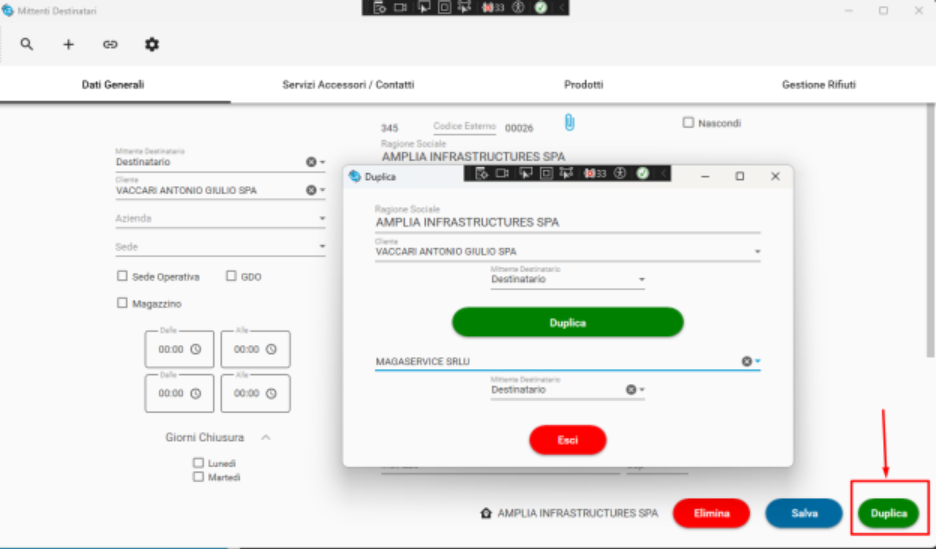 Mittenti Destinatari
33
Dati Generali
Servizi Accessori / Contatti
Prodotti
Gestione Rifiuti
345
Codice Esterno
00026
Nascondi
Ragione Sociale
AMPLIA INFRASTRUCTURES SPA
Mittente Destinatario
Destinatario
Cliente
VACCARI ANTONIO GIULIO SPA
Azienda
Sede
Sede Operativa
GDO
Magazzino
Dalle
00:00
Alle
00:00
Dalle
00:00
Alle
00:00
Giorni Chiusura
Lunedì
Martedì
Duplica
33
Ragione Sociale
AMPLIA INFRASTRUCTURES SPA
Cliente
VACCARI ANTONIO GIULIO SPA
Mittente Destinatario
Destinatario
Duplica
MAGASERVICE SRLU
Mittente Destinatario
Destinatario
Esci
AMPLIA INFRASTRUCTURES SPA
Elimina
Salva
Duplica